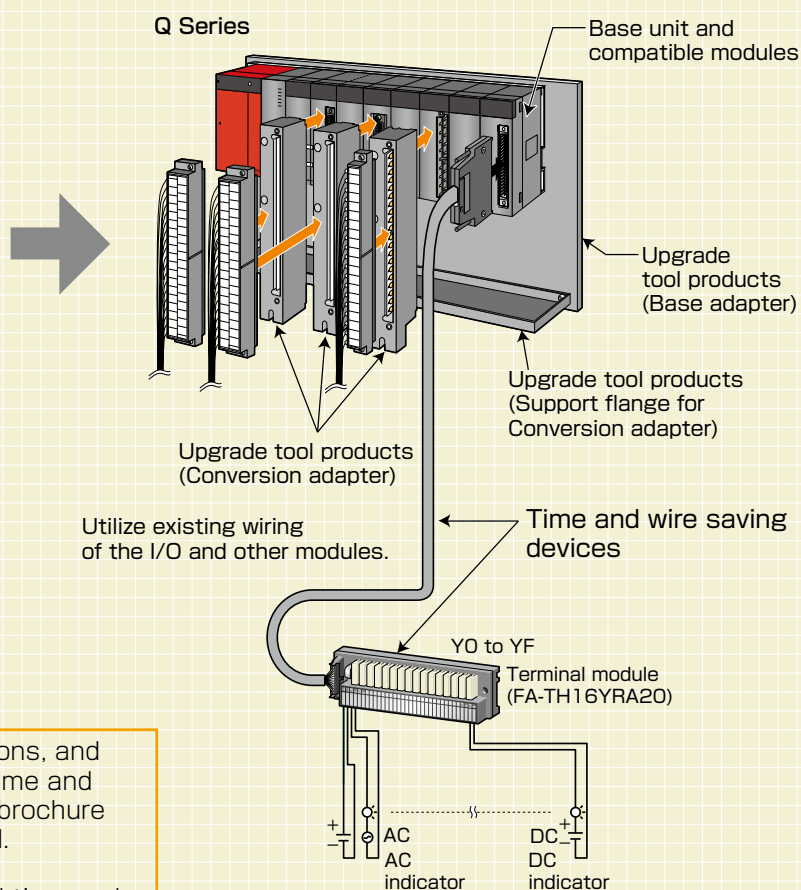 Q Series
Base unit and
compatible modules
Upgrade
tool products
(Base adapter)
Upgrade tool products
(Support flange for
Conversion adapter)
Upgrade tool products
(Conversion adapter)
Utilize existing wiring
of the I/O and other modules.
Time and wire saving
devices
Y0 to YF
Terminal module
(FA-TH16YRA20)
+
−
AC
AC
indicator
DC
+
−
DC
indicator
ons, and
me and
brochure